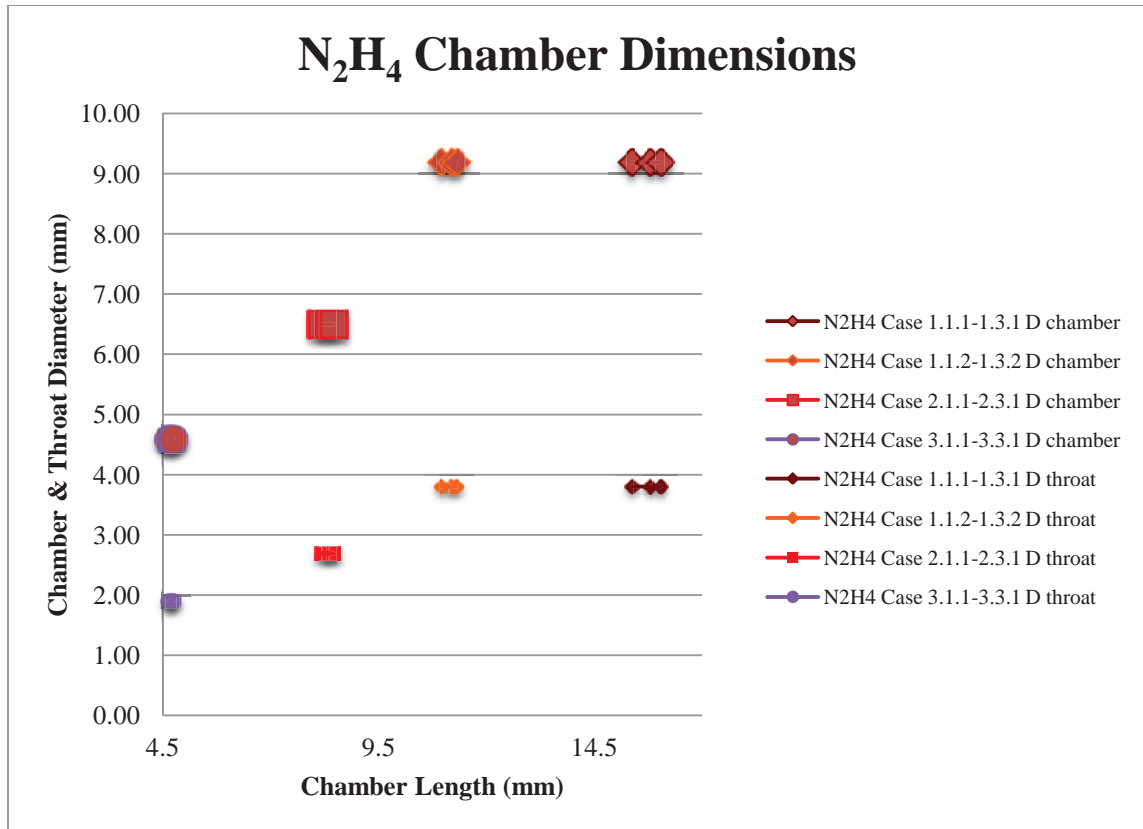 N₂H₄ Chamber Dimensions
Chamber & Throat Diameter (mm)
10.00
9.00
8.00
7.00
6.00
5.00
4.00
3.00
2.00
1.00
0.00
4.5 9.5 14.5
Chamber Length (mm)
N2H4 Case 1.1.1-1.3.1 D chamber
N2H4 Case 1.1.2-1.3.2 D chamber
N2H4 Case 2.1.1-2.3.1 D chamber
N2H4 Case 3.1.1-3.3.1 D chamber
N2H4 Case 1.1.1-1.3.1 D throat
N2H4 Case 1.1.2-1.3.2 D throat
N2H4 Case 2.1.1-2.3.1 D throat
N2H4 Case 3.1.1-3.3.1 D throat